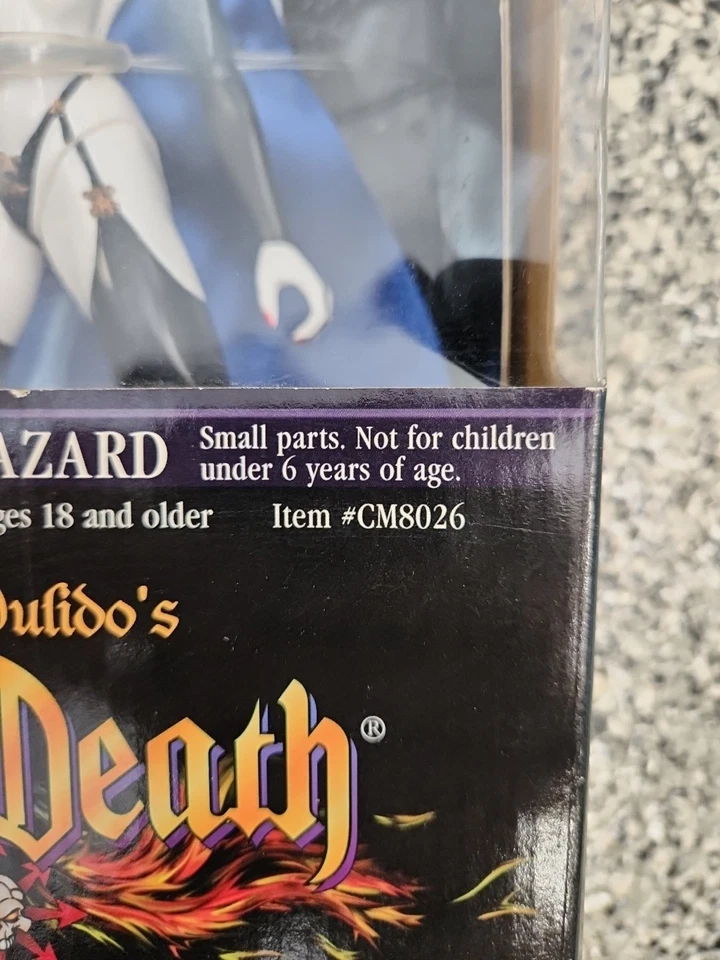 AZARD
Small parts. Not for children
under 6 years of age.
ges 18 and older
Item #CM8026
ulido's
Death®